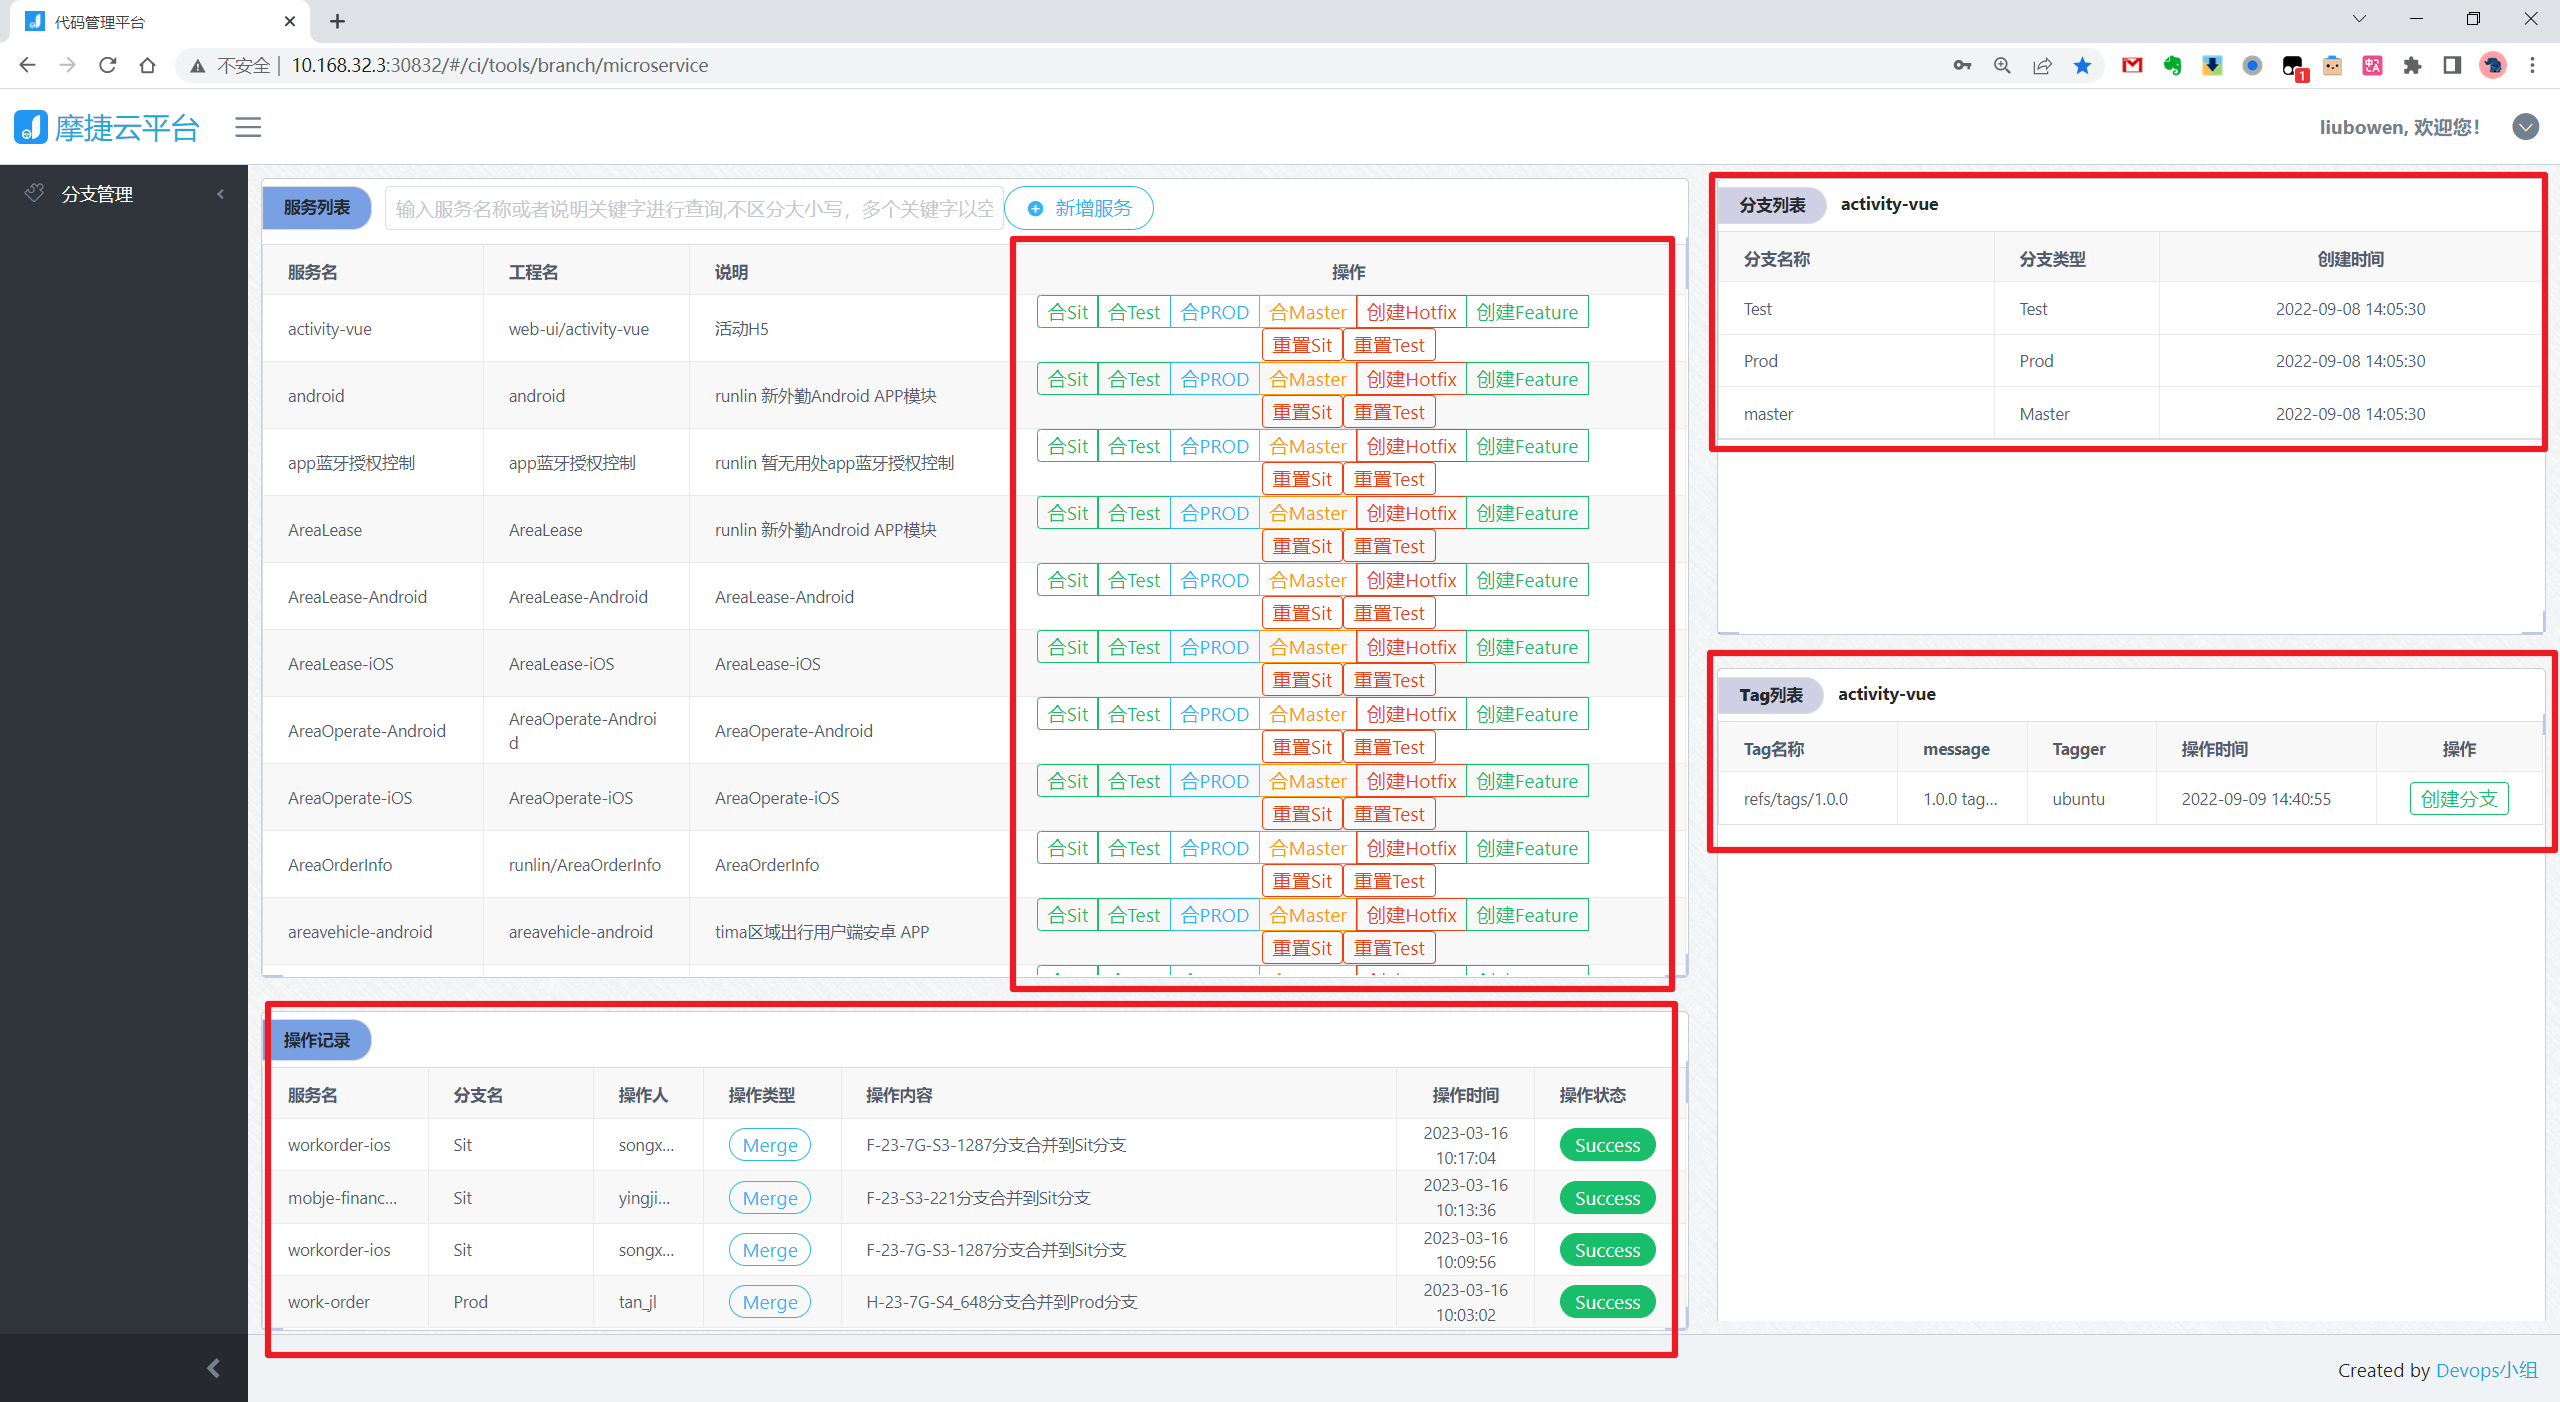 代码管理平台
不安全 10.168.32.3:30832/#/ci/tools/branch/microservice
1
摩捷云平台
liubowen, 欢迎您!
分支管理
服务列表 输入服务名称或者说明关键字进行查询,不区分大小写，多个关键字以空 新增服务
服务名 工程名 说明 操作
activity-vue web-ui/activity-vue 活动H5 合Sit 合Test 合PROD 合Master 创建Hotfix 创建Feature
重置Sit 重置Test
android android runlin 新外勤Android APP模块 合Sit 合Test 合PROD 合Master 创建Hotfix 创建Feature
重置Sit 重置Test
app蓝牙授权控制 app蓝牙授权控制 runlin 暂无用处app蓝牙授权控制 合Sit 合Test 合PROD 合Master 创建Hotfix 创建Feature
重置Sit 重置Test
AreaLease AreaLease runlin 新外勤Android APP模块 合Sit 合Test 合PROD 合Master 创建Hotfix 创建Feature
重置Sit 重置Test
AreaLease-Android AreaLease-Android AreaLease-Android 合Sit 合Test 合PROD 合Master 创建Hotfix 创建Feature
重置Sit 重置Test
AreaLease-iOS AreaLease-iOS AreaLease-iOS 合Sit 合Test 合PROD 合Master 创建Hotfix 创建Feature
重置Sit 重置Test
AreaOperate-Android AreaOperate-Androi
d AreaOperate-Android 合Sit 合Test 合PROD 合Master 创建Hotfix 创建Feature
重置Sit 重置Test
AreaOperate-iOS AreaOperate-iOS AreaOperate-iOS 合Sit 合Test 合PROD 合Master 创建Hotfix 创建Feature
重置Sit 重置Test
AreaOrderInfo runlin/AreaOrderInfo AreaOrderInfo 合Sit 合Test 合PROD 合Master 创建Hotfix 创建Feature
重置Sit 重置Test
areavehicle-android areavehicle-android tima区域出行用户端安卓 APP 合Sit 合Test 合PROD 合Master 创建Hotfix 创建Feature
重置Sit 重置Test
操作记录
服务名 分支名 操作人 操作类型 操作内容 操作时间 操作状态
workorder-ios Sit songx... Merge F-23-7G-S3-1287分支合并到Sit分支 2023-03-16
10:17:04 Success
mobje-financ... Sit yingji... Merge F-23-S3-221分支合并到Sit分支 2023-03-16
10:13:36 Success
workorder-ios Sit songx... Merge F-23-7G-S3-1287分支合并到Sit分支 2023-03-16
10:09:56 Success
work-order Prod tan_jl Merge H-23-7G-S4_648分支合并到Prod分支 2023-03-16
10:03:02 Success
分支列表 activity-vue
分支名称 分支类型 创建时间
Test Test 2022-09-08 14:05:30
Prod Prod 2022-09-08 14:05:30
master Master 2022-09-08 14:05:30
Tag列表 activity-vue
Tag名称 message Tagger 操作时间 操作
refs/tags/1.0.0 1.0.0 tag... ubuntu 2022-09-09 14:40:55 创建分支
Created by Devops小组